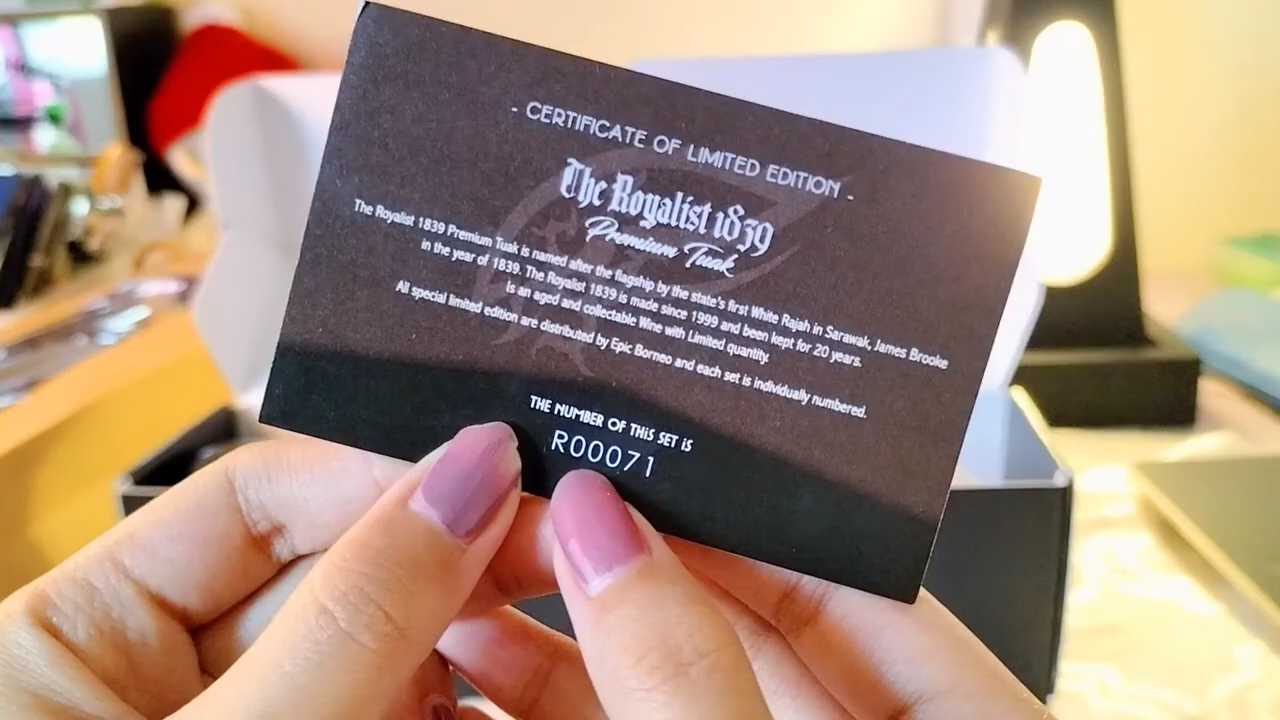 - CERTIFICATE OF LIMITED EDITION -
The Royalist 1839
Premium Tuak
The Royalist 1839 Premium Tuak is named after the flagship by the state's first White Rajah in Sarawak, James Brooke
in the year of 1839. The Royalist 1839 is made since 1999 and been kept for 20 years.
Is an aged and collectable Wine with Limited quantity.
All special limited edition are distributed by Epic Borneo and each set is individually numbered.
THE NUMBER OF THIS SET IS
R00071